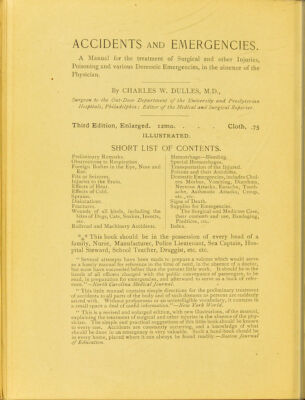 ACCIDENTS AND EMERGENCIES.
A Manual for the treatment of Surgical and other Injuries,
Poisoning and various Domestic Emergencies, in the absence of the
Physician.
By CHARLES W. DULLES, M.D.,
Surgeon to the Out-Door Department of the University and Presbyterian
Hospitals, Philadelphia; Editor of the Medical and Surgical Reporter.
Third Edition, Enlarged. 12mo. . . . Cloth, .75
ILLUSTRATED.
SHORT LIST OF CONTENTS.
Preliminary Remarks.
Obstructions to Respiration.
Foreign Bodies in the Eye, Nose and
Ear.
Fits or Seizures.
Injuries to the Brain.
Effects of Heat.
Effects of Cold.
Sprains.
Dislocations.
Fractures.
Wounds of all kinds, including the
bites of Dogs, Cats, Snakes, Insects,
etc.
Railroad and Machinery Accidents.
Hemorrhage—Bleeding.
Special Hemorrhages.
Transportation of the Injured.
Poisons and their Antidotes.
Domestic Emergencies, includes Chol-
era Morbus, Vomiting, Diarrhœa,
Nervous Attacks, Earache, Tooth-
ache, Asthmatic Attacks, Croup,
etc., etc.
Signs of Death.
Supplies for Emergencies.
The Surgical and Medicine Case,
their contents and use, Bandaging,
Poultices, etc.
Index.
*⁎* This book should be in the possession of every head of a
family, Nurse, Manufacturer, Police Lieutenant, Sea Captain, Hos-
pital Steward, School Teacher, Druggist, etc. etc.
"Several attempts have been made to prepare a volume which would serve
as a family manual for reference in the time of need, in the absence of a doctor,
but none have succeeded better than the present little work. It should be in the
hands of all officers charged with the public conveyance of passengers, to be
read, in preparation for emergencies, and afterward to serve as a book of refer-
ence."—North Carolina Medical Journal.
"This little manual contains simple directions for the preliminary treatment
of accidents to all parts of the body and of such diseases as persons are suddenly
seized with. Without pretension to an unintelligible vocabulary, it contains in
a small space a deal of useful information."—New York World.
"This is a revised and enlarged edition, with new illustrations, of the manual,
explaining the treatment of surgical and other injuries in the absence of the phy-
sician. The simple and practical suggestions of this little book should be known
to every one. Accidents are constantly occurring, and a knowledge of what
should be done in an emergency is very valuable. Such a hand-book should be
in every home, placed where it can always be found readily.—Boston Journal
of Education.